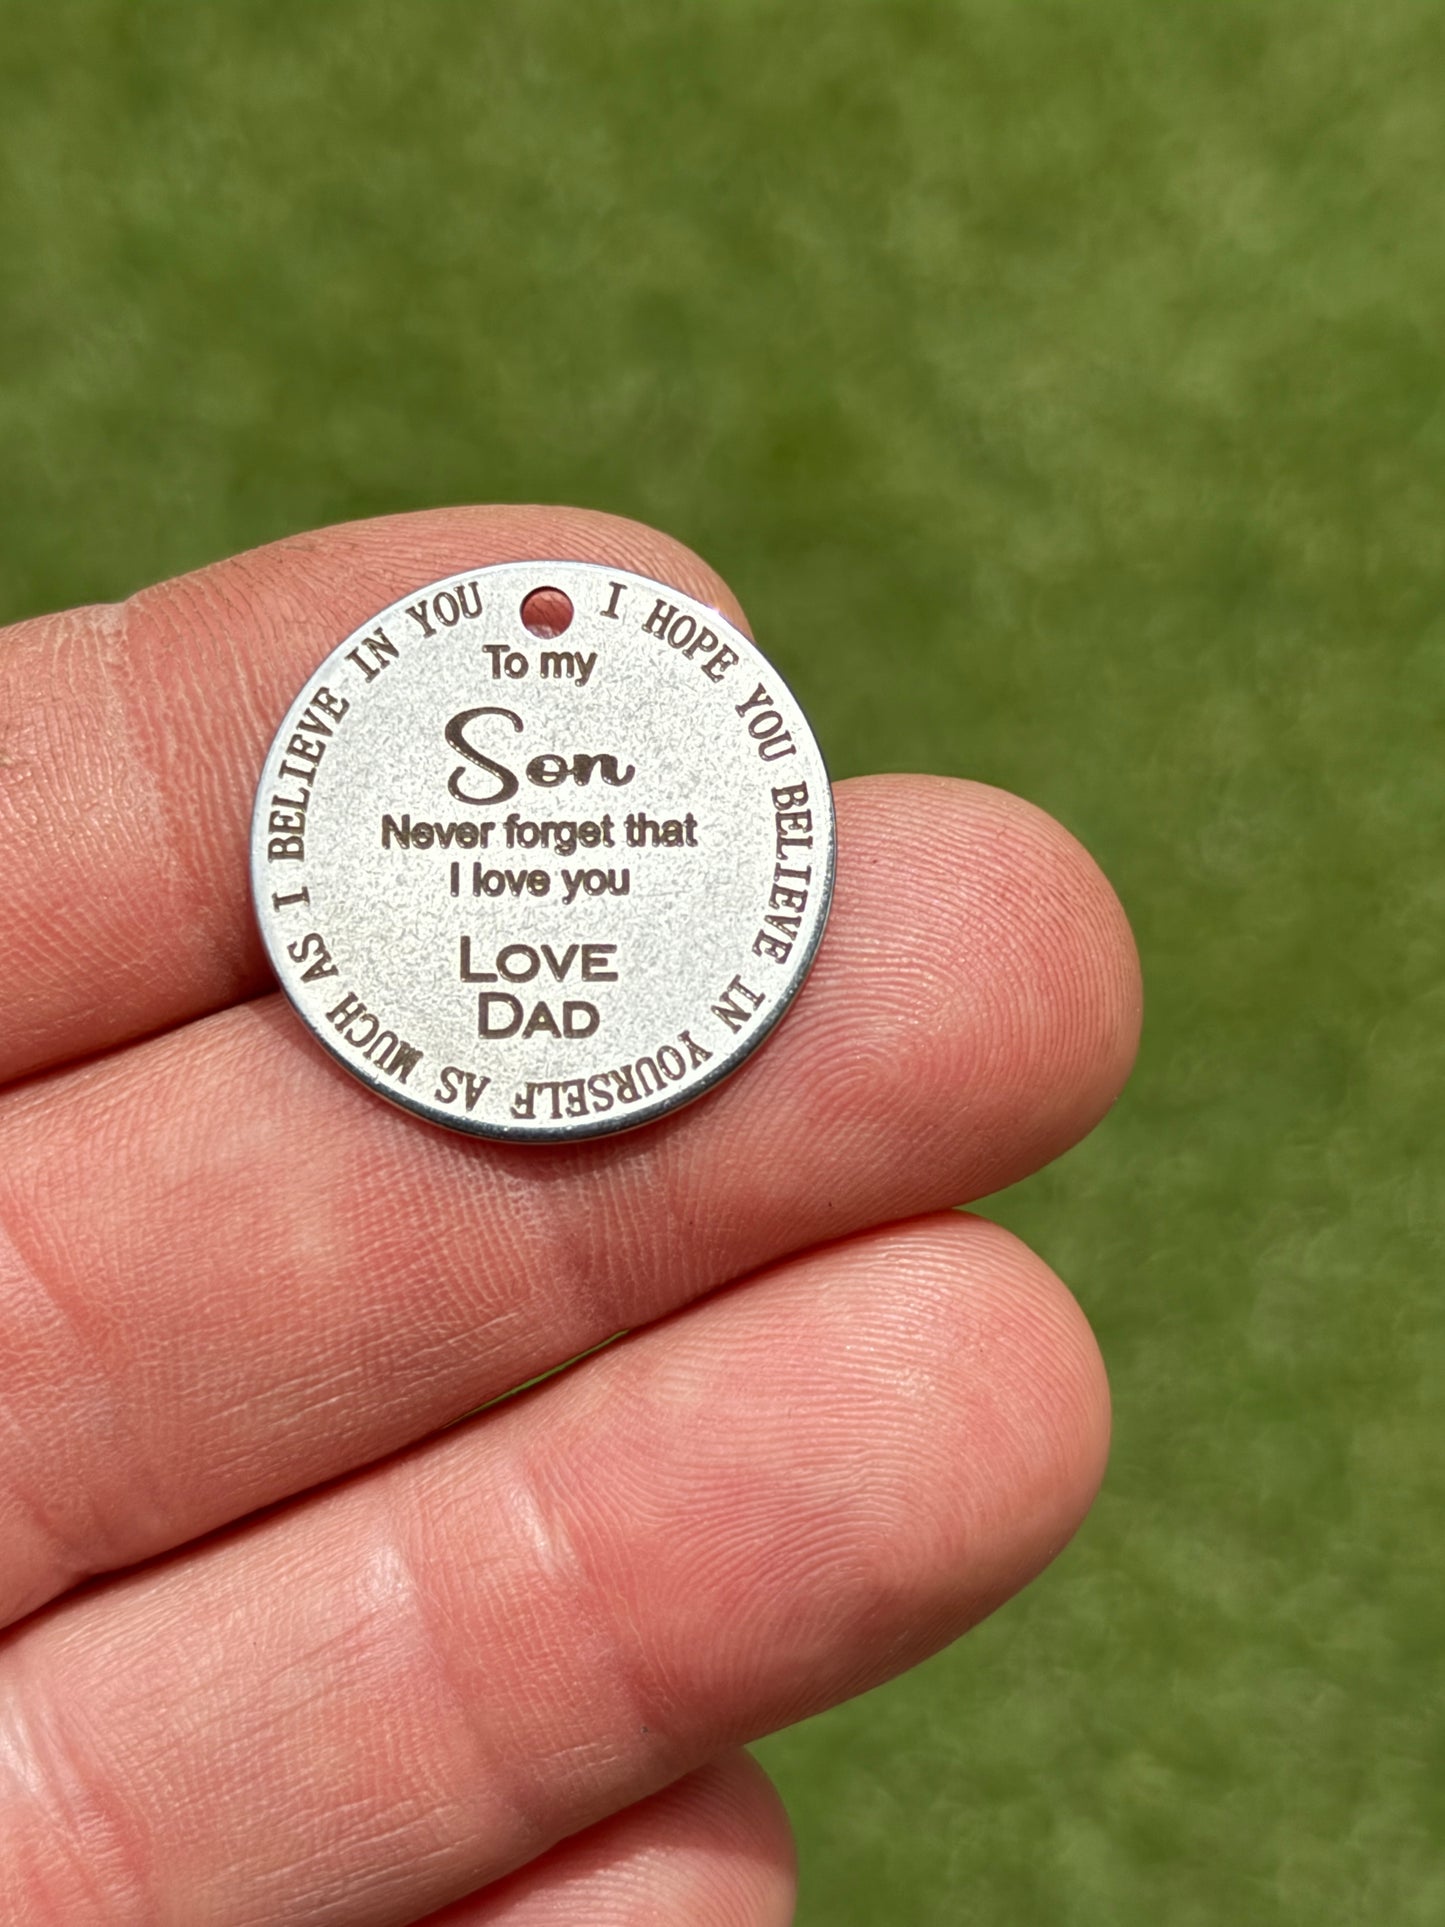 To my
Son
Never forget that
I love you
LOVE
DAD
I HOPE YOU BELIEVE IN YOURSELF AS MUCH AS I BELIEVE IN YOU